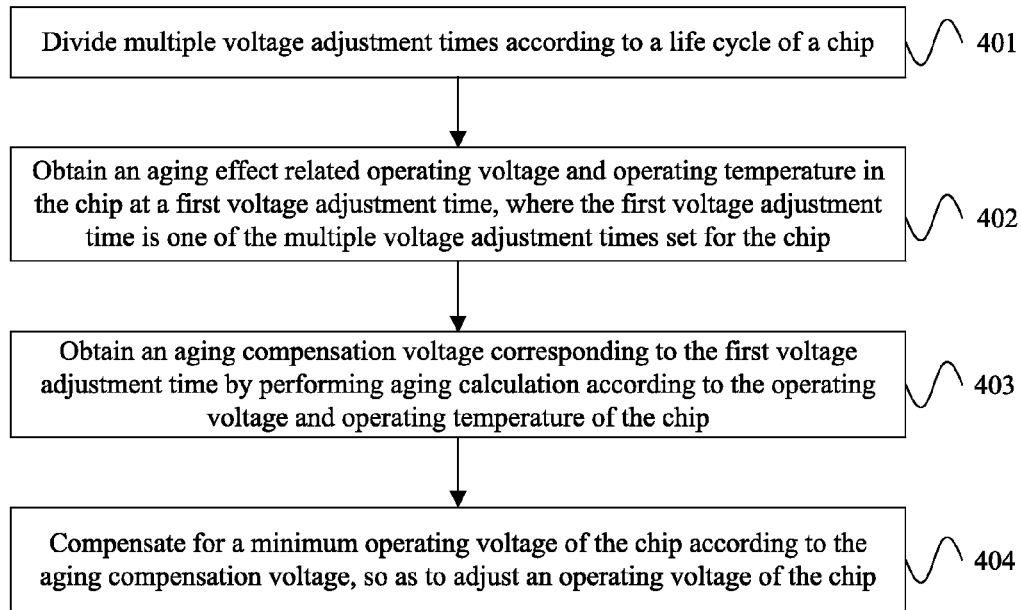 Divide multiple voltage adjustment times according to a life cycle of a chip
401
Obtain an aging effect related operating voltage and operating temperature in
the chip at a first voltage adjustment time, where the first voltage adjustment
time is one of the multiple voltage adjustment times set for the chip
402
Obtain an aging compensation voltage corresponding to the first voltage
adjustment time by performing aging calculation according to the operating
voltage and operating temperature of the chip
403
Compensate for a minimum operating voltage of the chip according to the
aging compensation voltage, so as to adjust an operating voltage of the chip
404